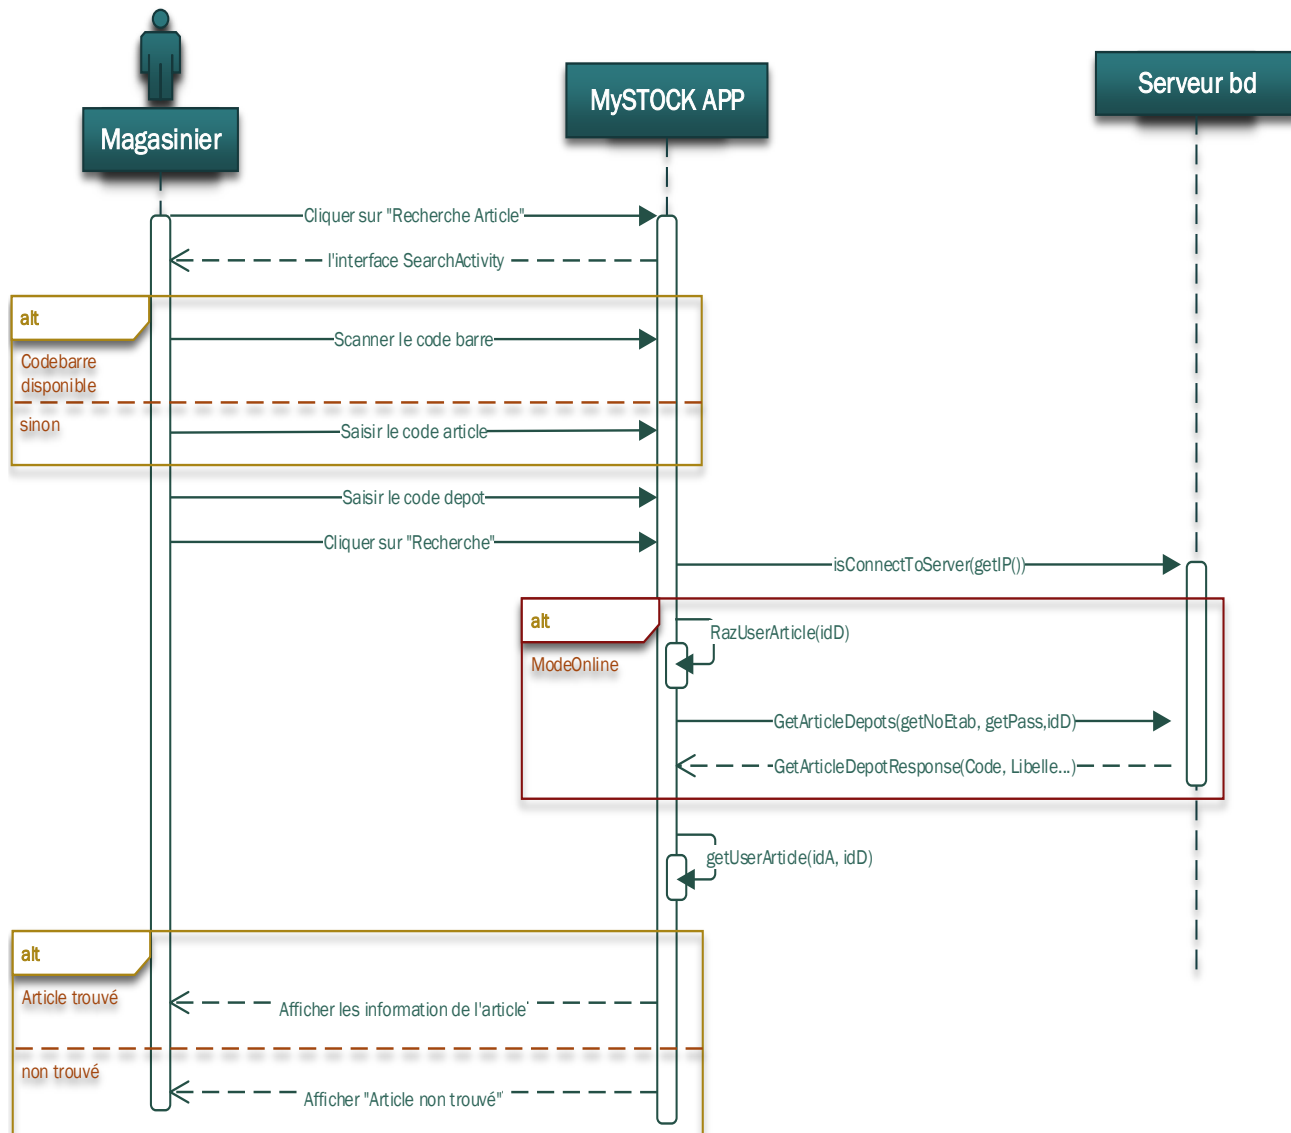 Magasinier
MySTOCK APP
Serveur bd
Cliquer sur "Recherche Article"
l'interface SearchActivity
alt
Scanner le code barre
Codebarre
disponible
sinon
Saisir le code article
Saisir le code depot
Cliquer sur "Recherche"
isConnectToServer(getIP())
alt
RazUserArticle(idD)
ModeOnline
GetArticleDepots(getNoEtab, getPass,idD)
GetArticleDepotResponse(Code, Libelle...)
getUserArticle(idA, idD)
alt
Article trouvé
Afficher les information de l'article'
non trouvé
Afficher "Article non trouvé"'